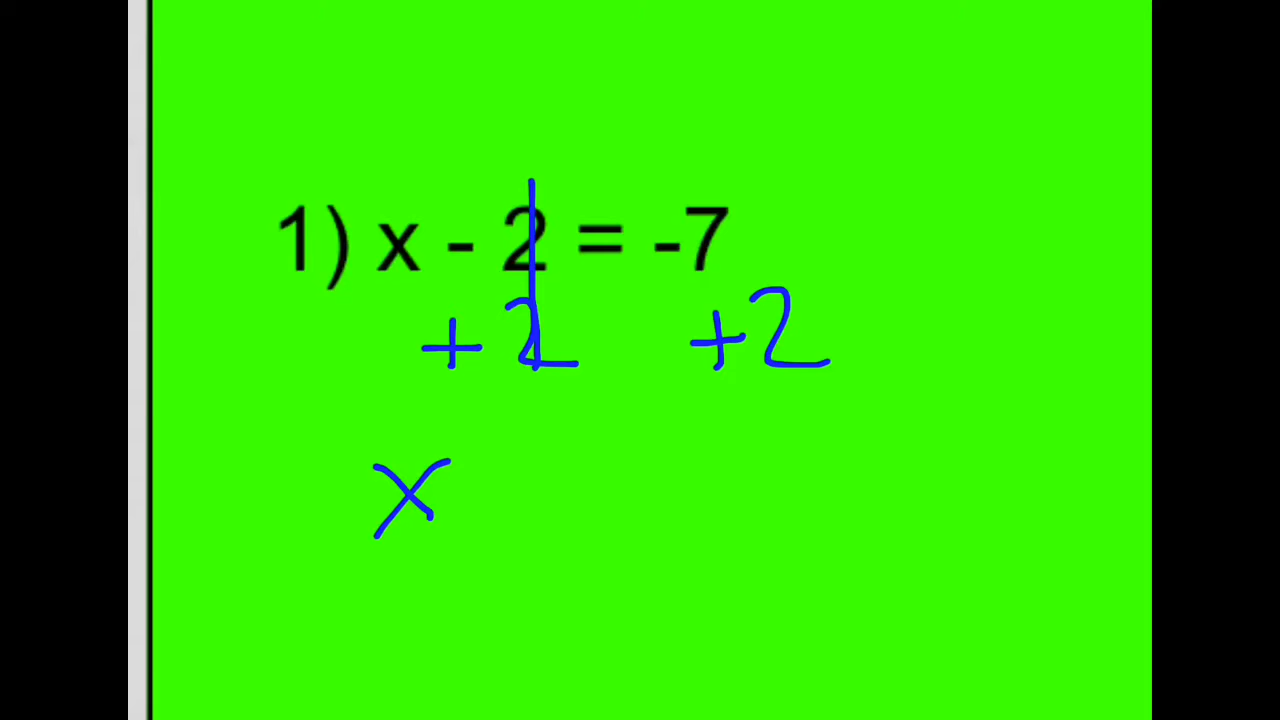 1) x - 2 = -7
+2 +2
x